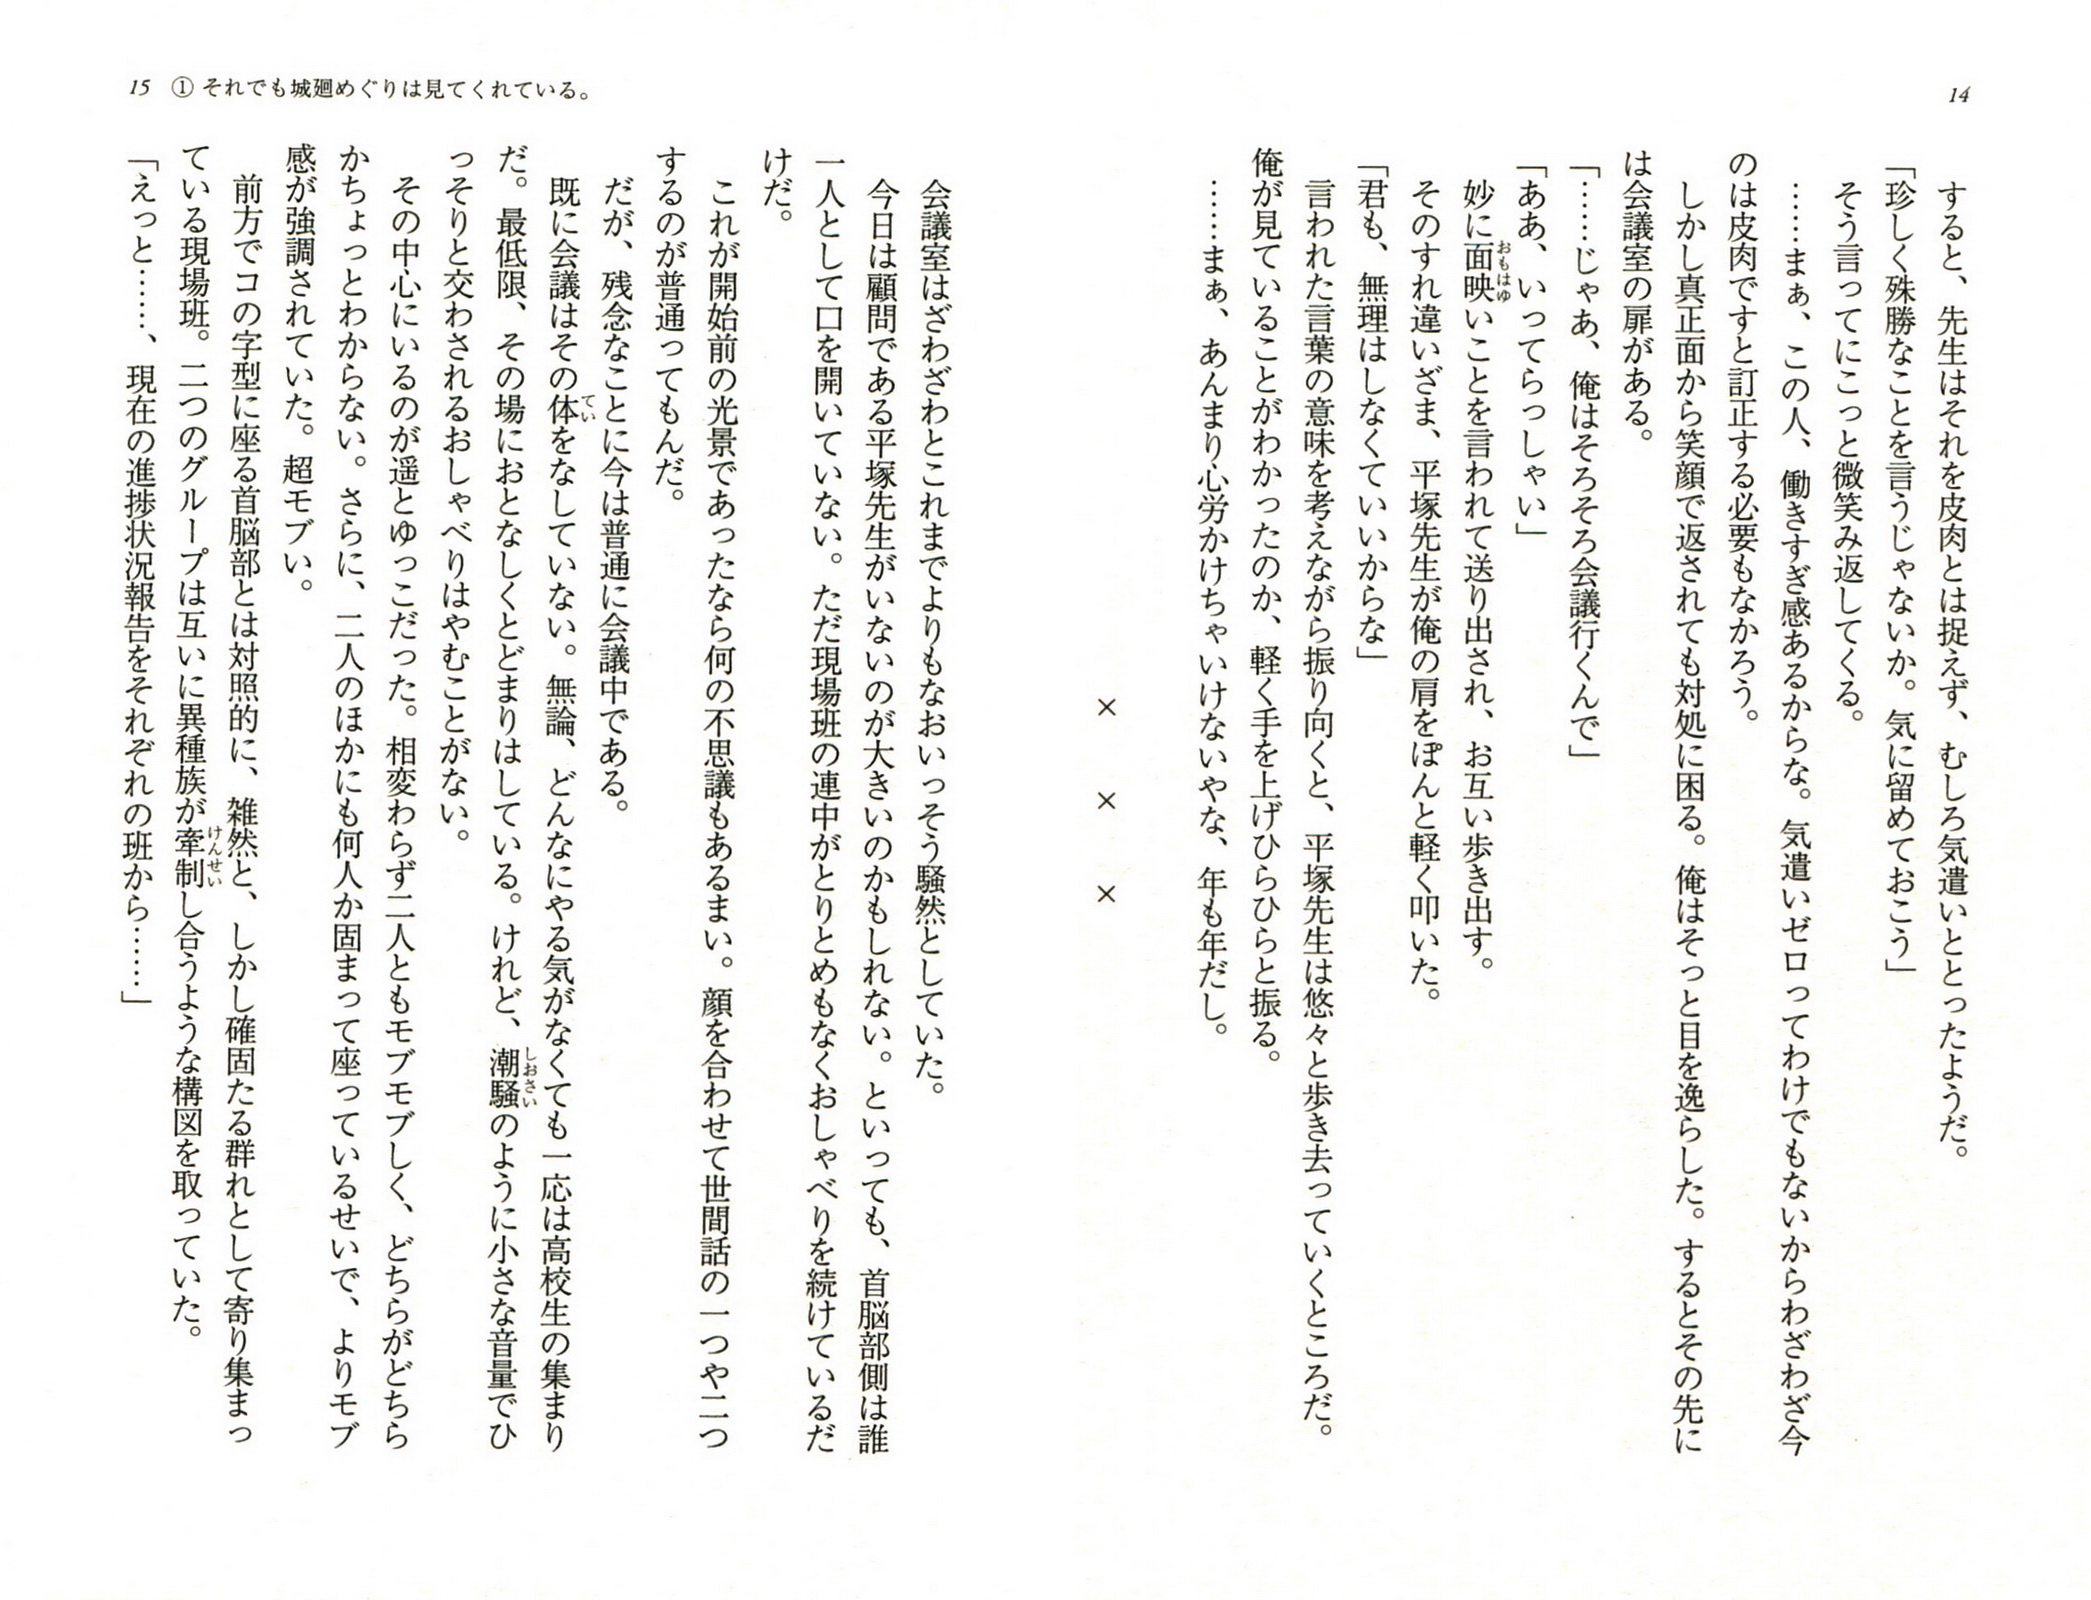 14
すると、先生はそれを皮肉とは捉えず、むしろ気遣いととったようだ。
「珍しく殊勝なことを言うじゃないか。気に留めておこう」
そう言ってにこっと微笑み返してくる。
……まぁ、この人、働きすぎ感あるからな。気遣いゼロってわけでもないからわざわざ今
のは皮肉ですと訂正する必要もなかろう。
しかし真正面から笑顔で返されても対処に困る。俺はそっと目を逸らした。するとその先に
は会議室の扉がある。
「……じゃあ、俺はそろそろ会議行くんで」
「ああ、いってらっしゃい」
妙に面映いことを言われて送り出され、お互い歩き出す。
おもはゆ
そのすれ違いざま、平塚先生が俺の肩をぽんと軽く叩いた。
「君も、無理はしなくていいからな」
言われた言葉の意味を考えながら振り向くと、平塚先生は悠々と歩き去っていくところだ。
俺が見ていることがわかったのか、軽く手を上げひらひらと振る。
……まぁ、あんまり心労かけちゃいけないやな、年も年だし。
× × ×
15 ① それでも城廻めぐりは見てくれている。
会議室はざわざわとこれまでよりもなおいっそう騒然としていた。
今日は顧問である平塚先生がいないのが大きいのかもしれない。といっても、首脳部側は誰
一人として口を開いていない。ただ現場班の連中がとりとめもなくおしゃべりを続けているだ
けだ。
これが開始前の光景であったなら何の不思議もあるまい。顔を合わせて世間話の一つや二つ
するのが普通ってもんだ。
だが、残念なことに今は普通に会議中である。
既に会議はその体をなしていない。無論、どんなにやる気がなくても一応は高校生の集まり
てい
だ。最低限、その場におとなしくとどまりはしている。けれど、潮騒のように小さな音量でひ
しおさい
っそりと交わされるおしゃべりはやむことがない。
その中心にいるのが遥とゆっこだった。相変わらず二人ともモブモブしく、どちらがどちら
かちょっとわからない。さらに、二人のほかにも何人か固まって座っているせいで、よりモブ
感が強調されていた。超モブい。
前方でコの字型に座る首脳部とは対照的に、雑然と、しかし確固たる群れとして寄り集まっ
ている現場班。二つのグループは互いに異種族が牽制し合うような構図を取っていた。
けんせい
「えっと……、現在の進捗状況報告をそれぞれの班から……」